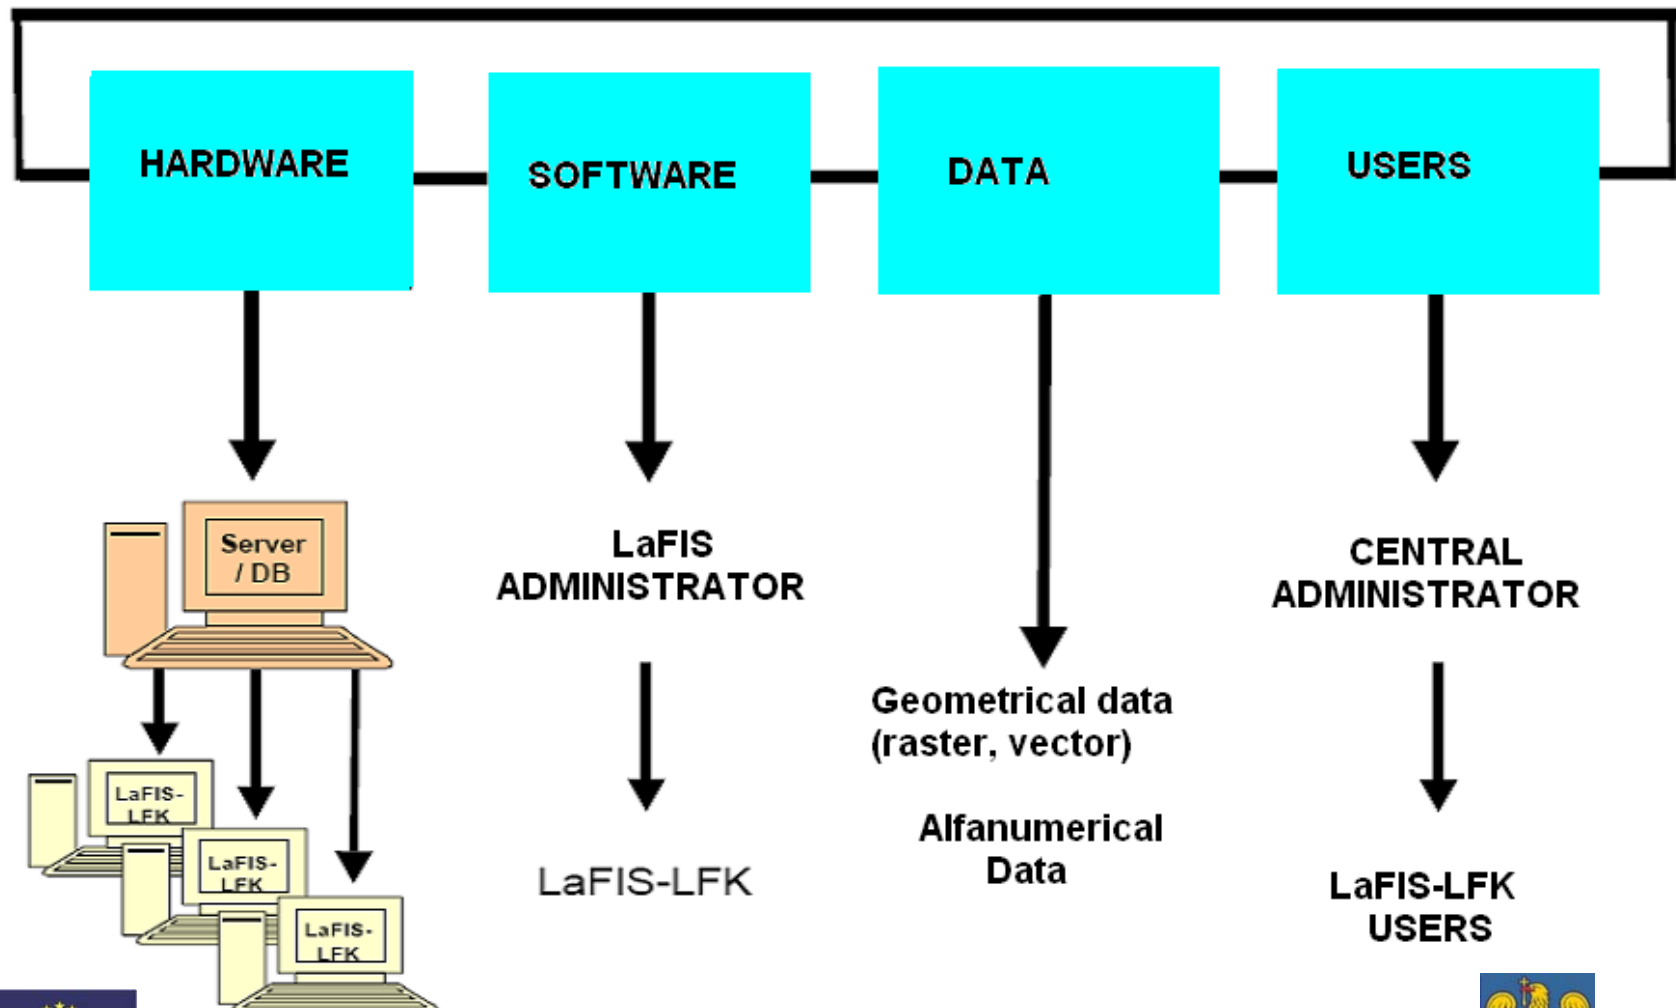 HARDWARE
SOFTWARE
DATA
USERS
Server
/ DB
LaFIS-
LFK
LaFIS-
LFK
LaFIS-
LFK
LaFIS
ADMINISTRATOR
LaFIS-LFK
Geometrical data
(raster, vector)
Alfanumerical
Data
CENTRAL
ADMINISTRATOR
LaFIS-LFK
USERS